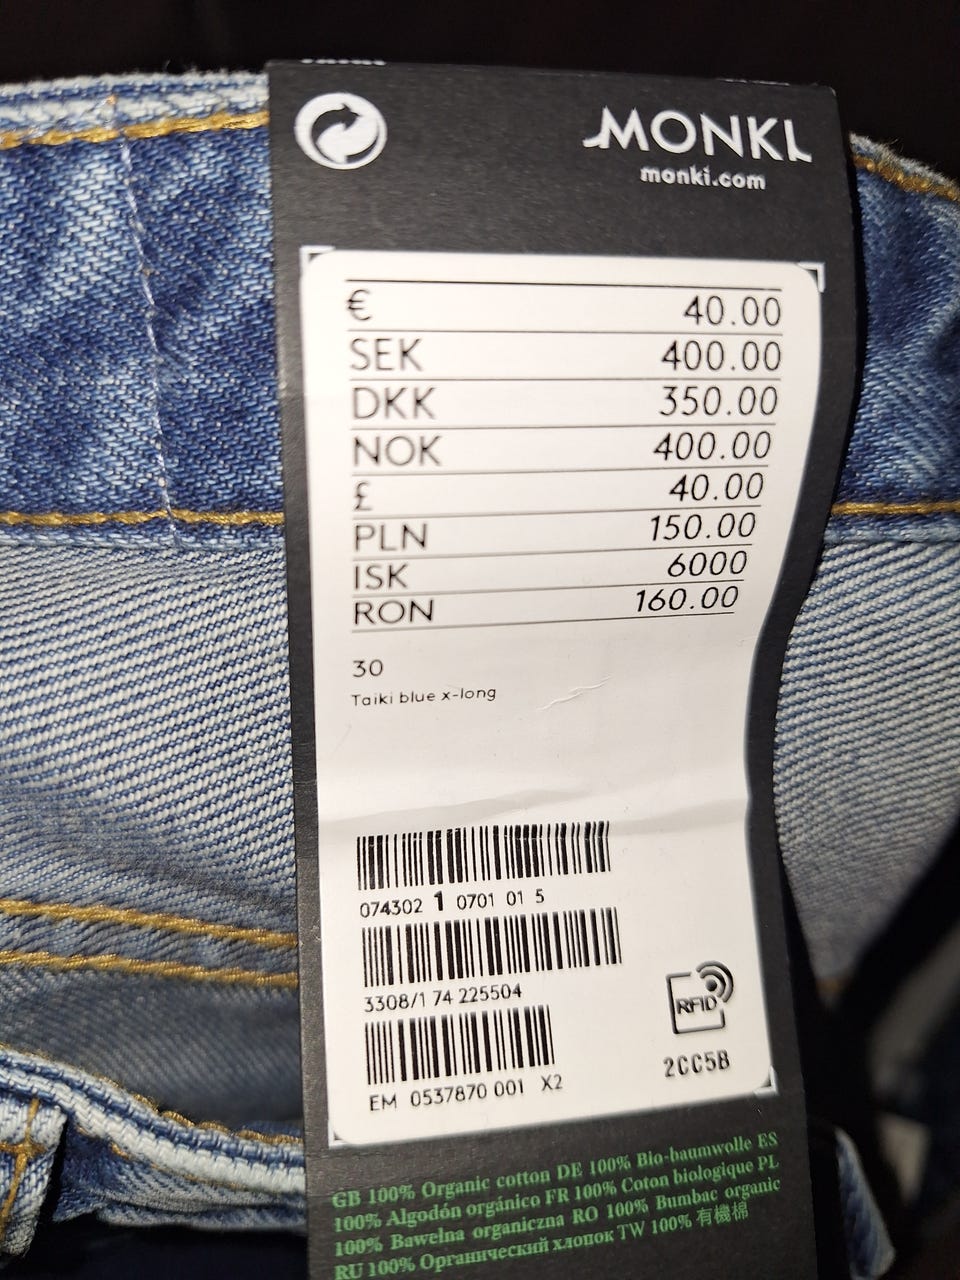 MONKI
monki.com
€ 40.00
SEK 400.00
DKK 350.00
NOK 400.00
£ 40.00
PLN 150.00
ISK 6000
RON 160.00
30
Taiki blue x-long
074302 1 0701 01 5
3308/1 74 225504
EM 0537870 001 X2
RFID
2CC5B
GB 100% Organic cotton DE 100% Bio-baumwolle ES
100% Algodón orgánico FR 100% Coton biologique PL
100% Bawełna organiczna RO 100% Bumbac organic
RU 100% Органический хлопок TW 100% 有機棉